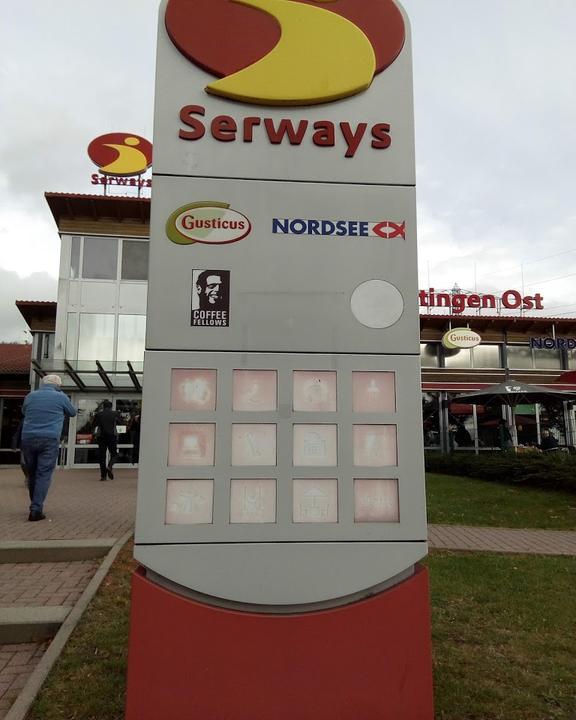 Serways
Serways
Gusticus
NORDSEE
COFFEE
FELLOWS
tingen Ost
Gusticus
NORD